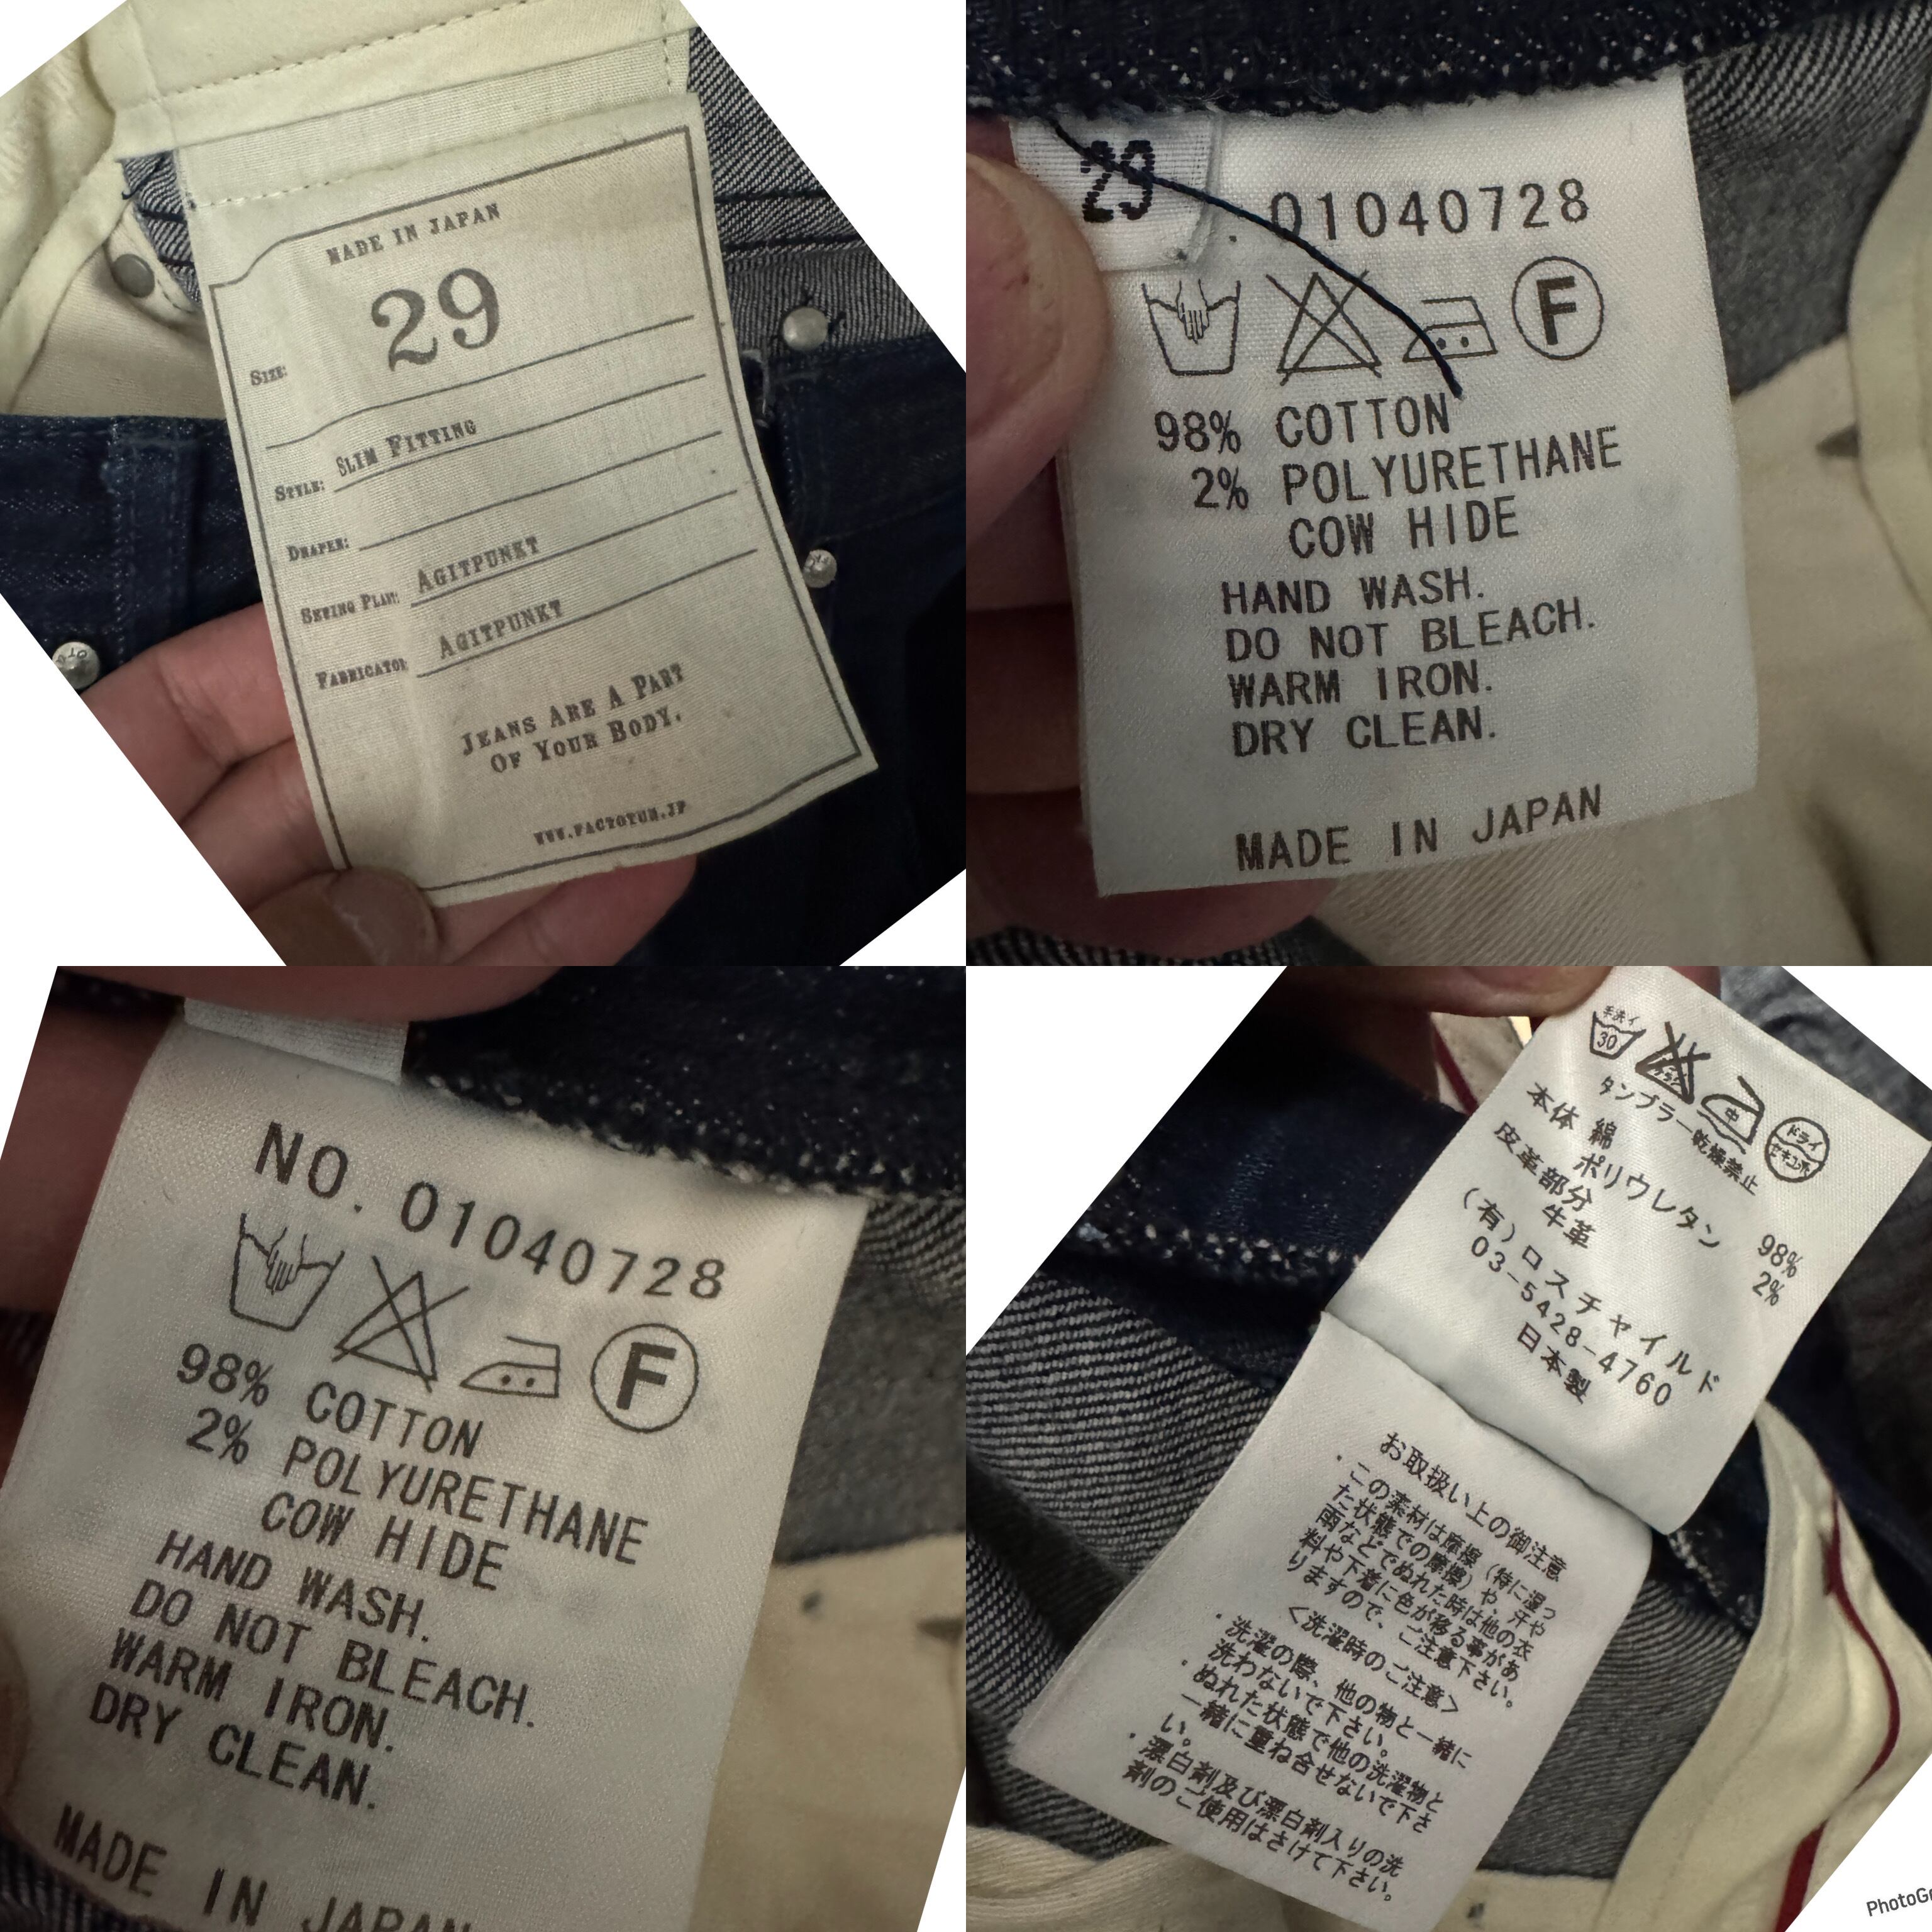 MADE IN JAPAN
SIZE: 29
STYLE: SLIM FITTING
DRAPER:
SEWING PLANT: AGITPUNKT
FABRICATOR AGITPUNKT
JEANS ARE A PART
OF YOUR BODY.
WWW.FACTOTUM.JP
29
01040728
F
98% COTTON
2% POLYURETHANE
COW HIDE
HAND WASH.
DO NOT BLEACH.
WARM IRON.
DRY CLEAN.
MADE IN JAPAN
NO. 01040728
F
98% COTTON
2% POLYURETHANE
COW HIDE
HAND WASH.
DO NOT BLEACH.
WARM IRON.
DRY CLEAN.
MADE IN JAPAN
手洗イ
30
中
ドライ
セキユ系
タンブラー乾燥禁止
本体 綿 98%
ポリウレタン 2%
皮革部分
牛革
(有)ロスチャイルド
03-5428-4760
日本製
お取扱い上の御注意
・この素材は摩擦(特に湿っ
た状態での摩擦)や、汗や
雨などでぬれた時は他の衣
料や下着に色が移る事があ
りますので、ご注意下さい。
<洗濯時のご注意>
・洗濯の際、他の物と一緒に
洗わないで下さい。
・ぬれた状態で他の洗濯物と
一緒に重ね合せないで下さ
い。
・漂白剤及び漂白剤入りの洗
剤のご使用はさけて下さい。